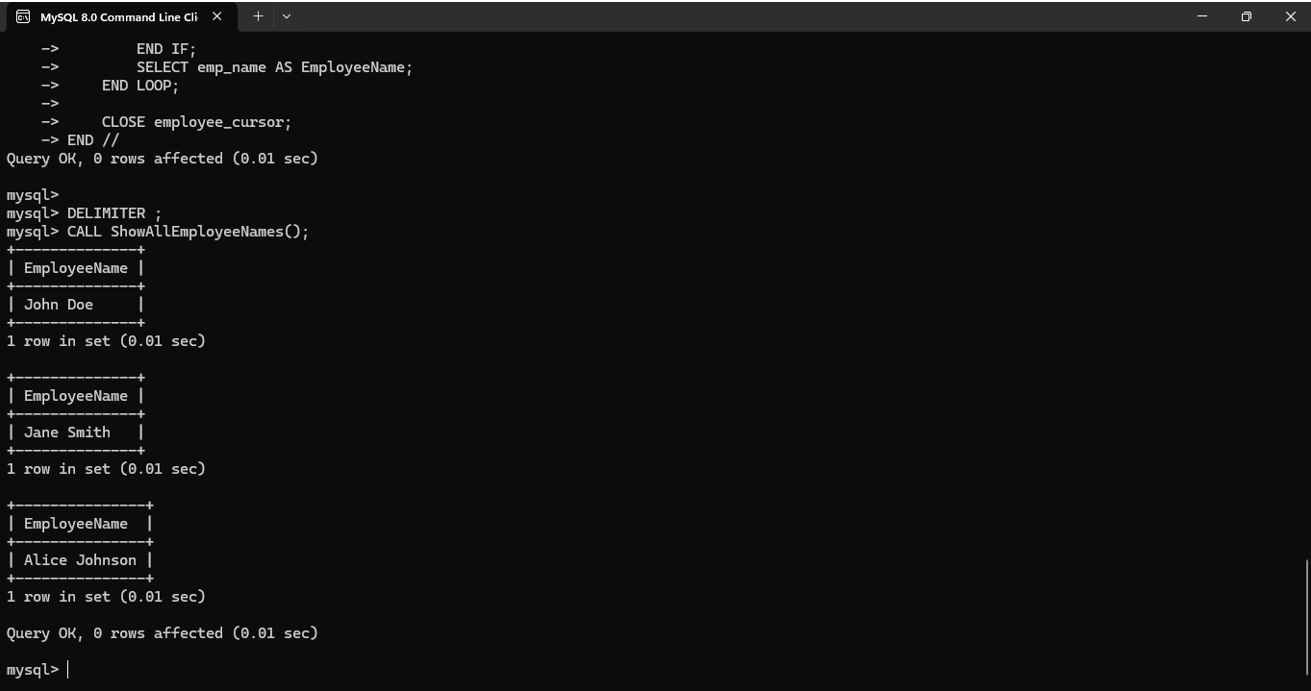 MySQL 8.0 Command Line Cli
    ->         END IF;
    ->         SELECT emp_name AS EmployeeName;
    ->     END LOOP;
    ->
    ->     CLOSE employee_cursor;
    -> END //
Query OK, 0 rows affected (0.01 sec)

mysql>
mysql> DELIMITER ;
mysql> CALL ShowAllEmployeeNames();
+--------------+
| EmployeeName |
+--------------+
| John Doe     |
+--------------+
1 row in set (0.01 sec)

+--------------+
| EmployeeName |
+--------------+
| Jane Smith   |
+--------------+
1 row in set (0.01 sec)

+---------------+
| EmployeeName  |
+---------------+
| Alice Johnson |
+---------------+
1 row in set (0.01 sec)

Query OK, 0 rows affected (0.01 sec)

mysql>